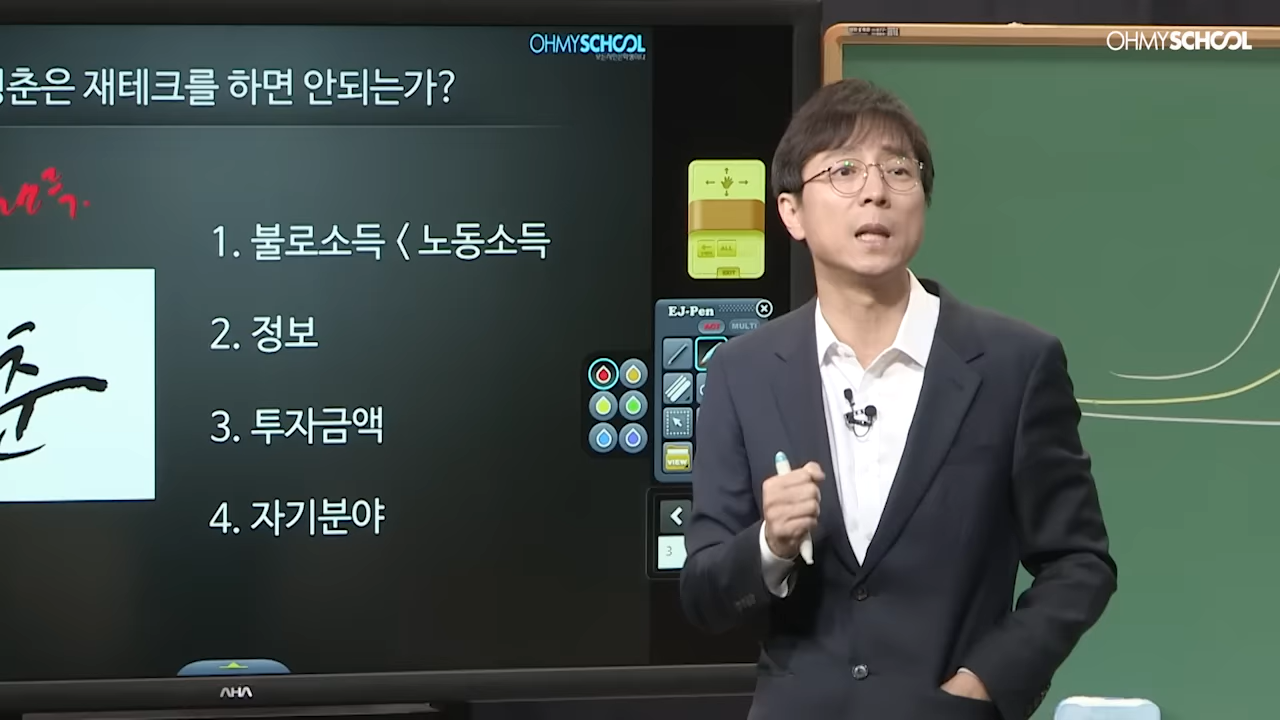 OHMYSCHOOL
OHMYSCHOOL
청춘은 재테크를 하면 안되는가?
1. 불로소득 < 노동소득
2. 정보
3. 투자금액
4. 자기분야
춘
ALL
EXIT
EJ-Pen
MULTI
VIEW
3
AHA